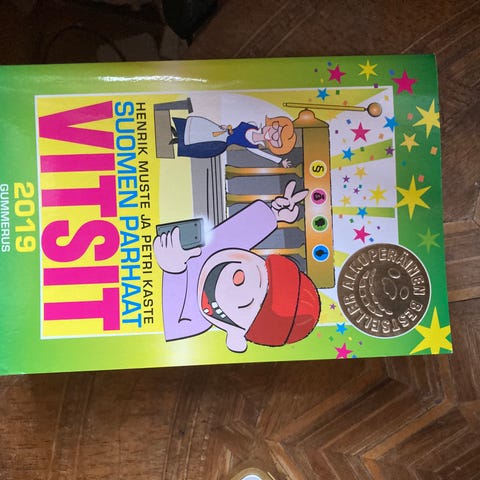 HENRIK MUSTE JA PETRI KASTE
SUOMEN PARHAAT
VITSIT
2019
GUMMERUS
ALKUPERÄINEN BESTSELLER
§